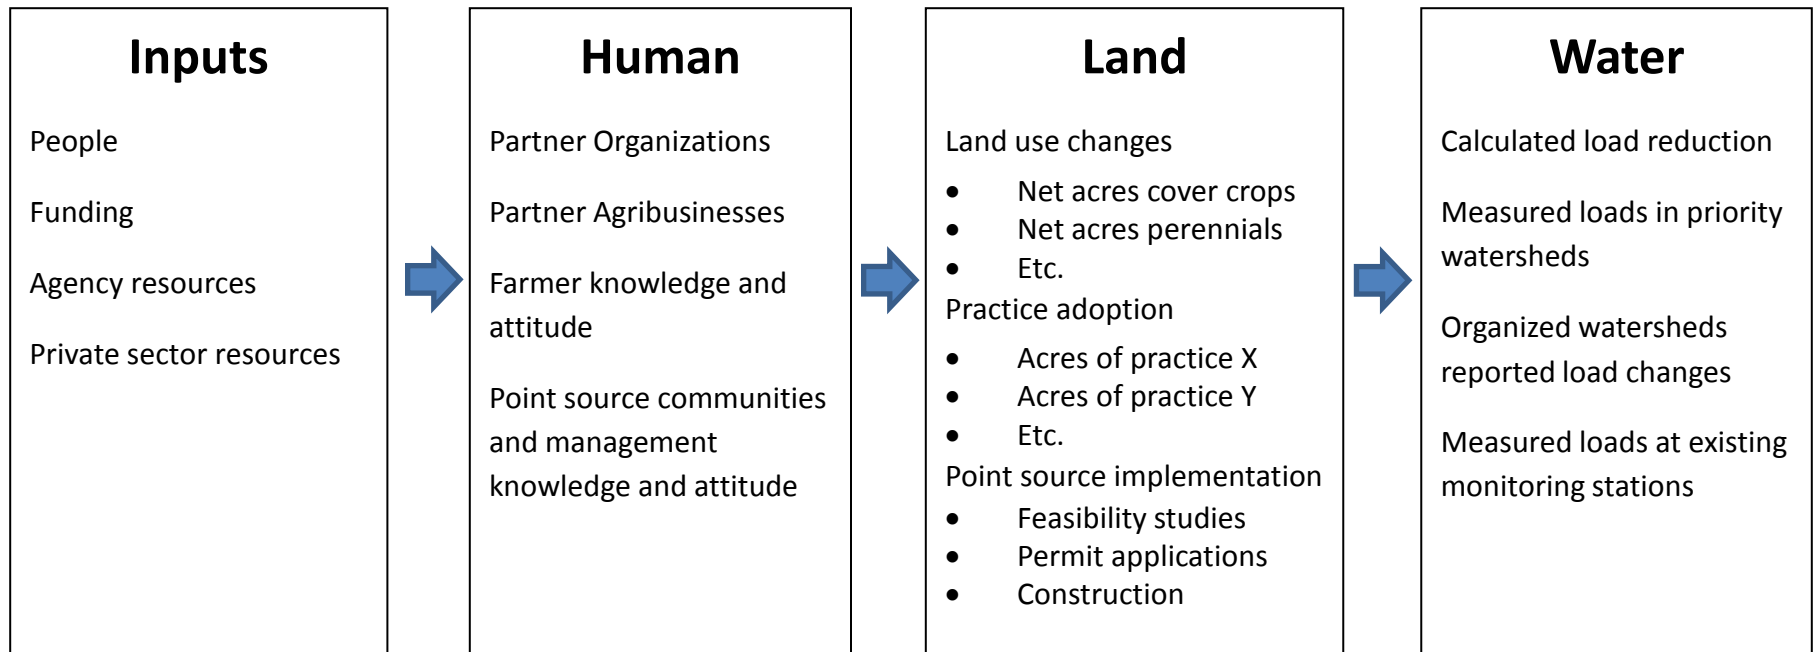 Inputs
People
Funding
Agency resources
Private sector resources
Human
Partner Organizations
Partner Agribusinesses
Farmer knowledge and
attitude
Point source communities
and management
knowledge and attitude
Land
Land use changes
• Net acres cover crops
• Net acres perennials
• Etc.
Practice adoption
• Acres of practice X
• Acres of practice Y
• Etc.
Point source implementation
• Feasibility studies
• Permit applications
• Construction
Water
Calculated load reduction
Measured loads in priority
watersheds
Organized watersheds
reported load changes
Measured loads at existing
monitoring stations